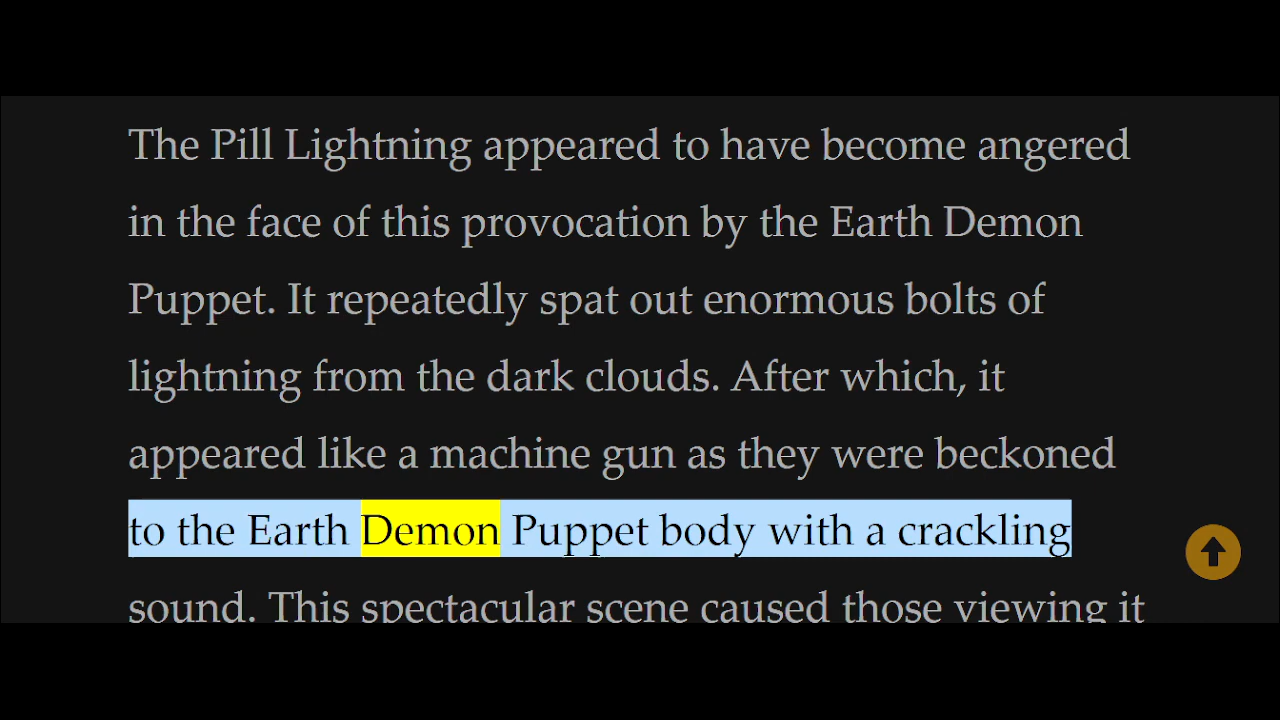 The Pill Lightning appeared to have become angered
in the face of this provocation by the Earth Demon
Puppet. It repeatedly spat out enormous bolts of
lightning from the dark clouds. After which, it
appeared like a machine gun as they were beckoned
to the Earth Demon Puppet body with a crackling
sound. This spectacular scene caused those viewing it